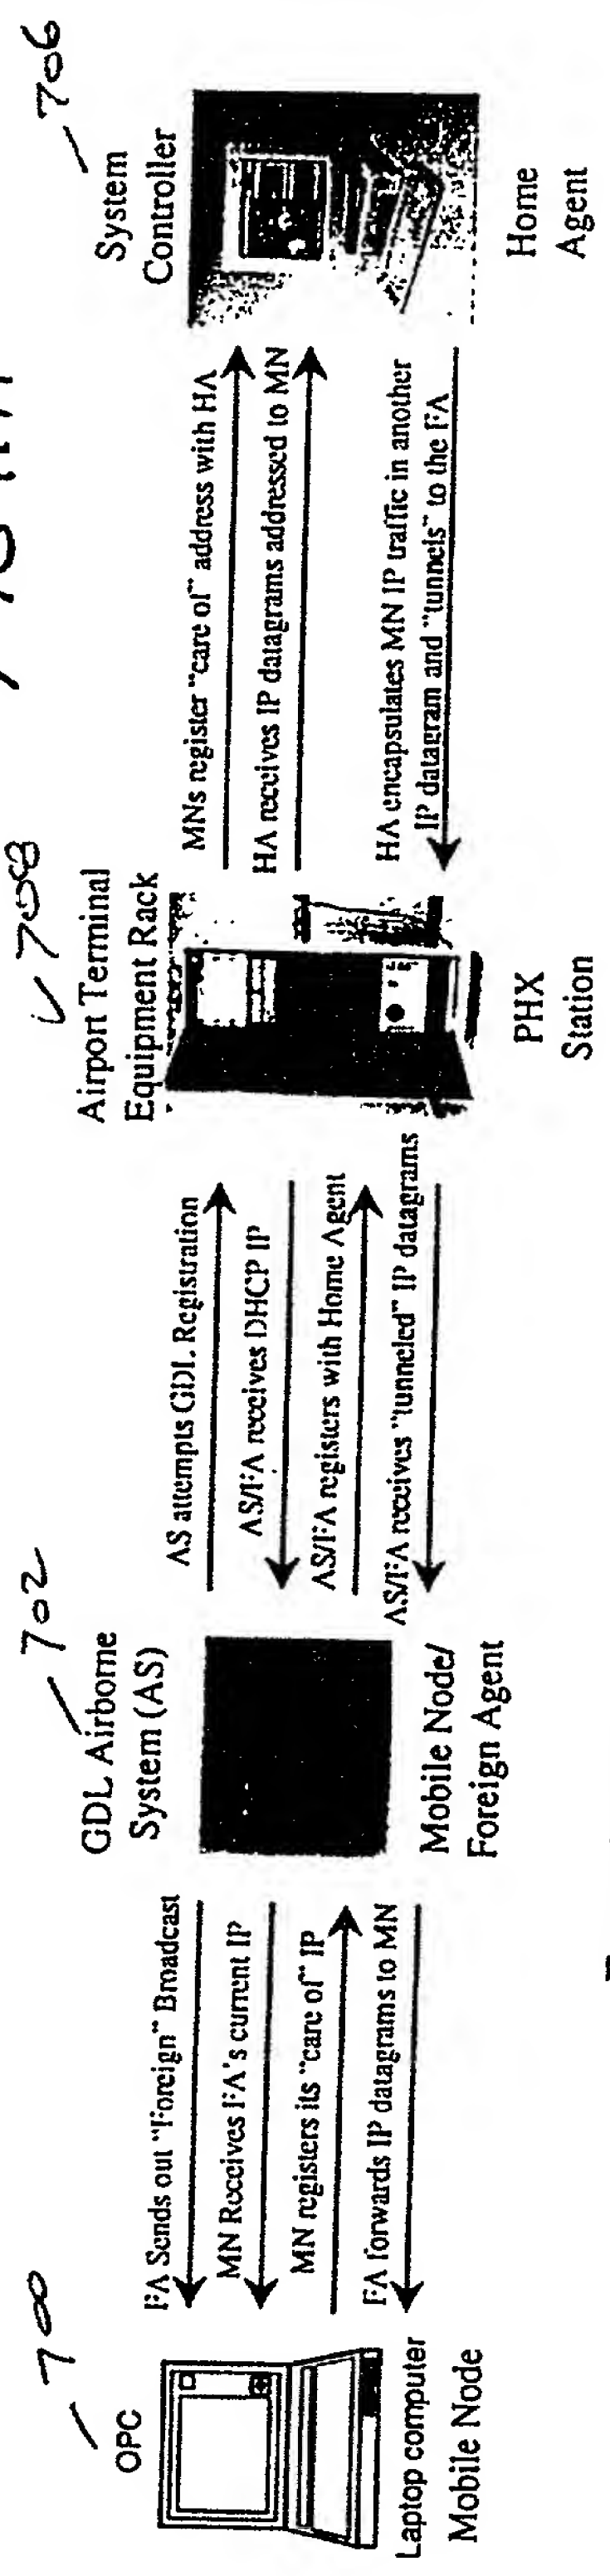 700
OPC
Laptop computer
Mobile Node
FA Sends out "Foreign" Broadcast
MN Receives FA's current IP
MN registers its "care of" IP
FA forwards IP datagrams to MN
702
GDL Airborne
System (AS)
Mobile Node/
Foreign Agent
AS attempts GDL Registration
AS/FA receives DHCP IP
AS/FA registers with Home Agent
AS/FA receives "tunneled" IP datagrams
708
Airport Terminal
Equipment Rack
PHX
Station
MNs register "care of" address with HA
HA receives IP datagrams addressed to MN
HA encapsulates MN IP traffic in another
IP datagram and "tunnels" to the FA
706
System
Controller
Home
Agent